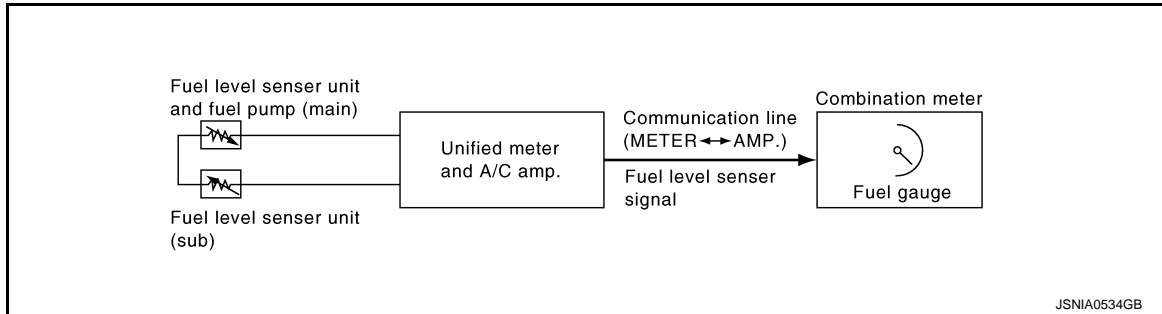 Fuel level senser unit
and fuel pump (main)
Fuel level senser unit
(sub)
Unified meter
and A/C amp.
Communication line
(METER↔AMP.)
Fuel level senser
signal
Combination meter
Fuel gauge
JSNIA0534GB